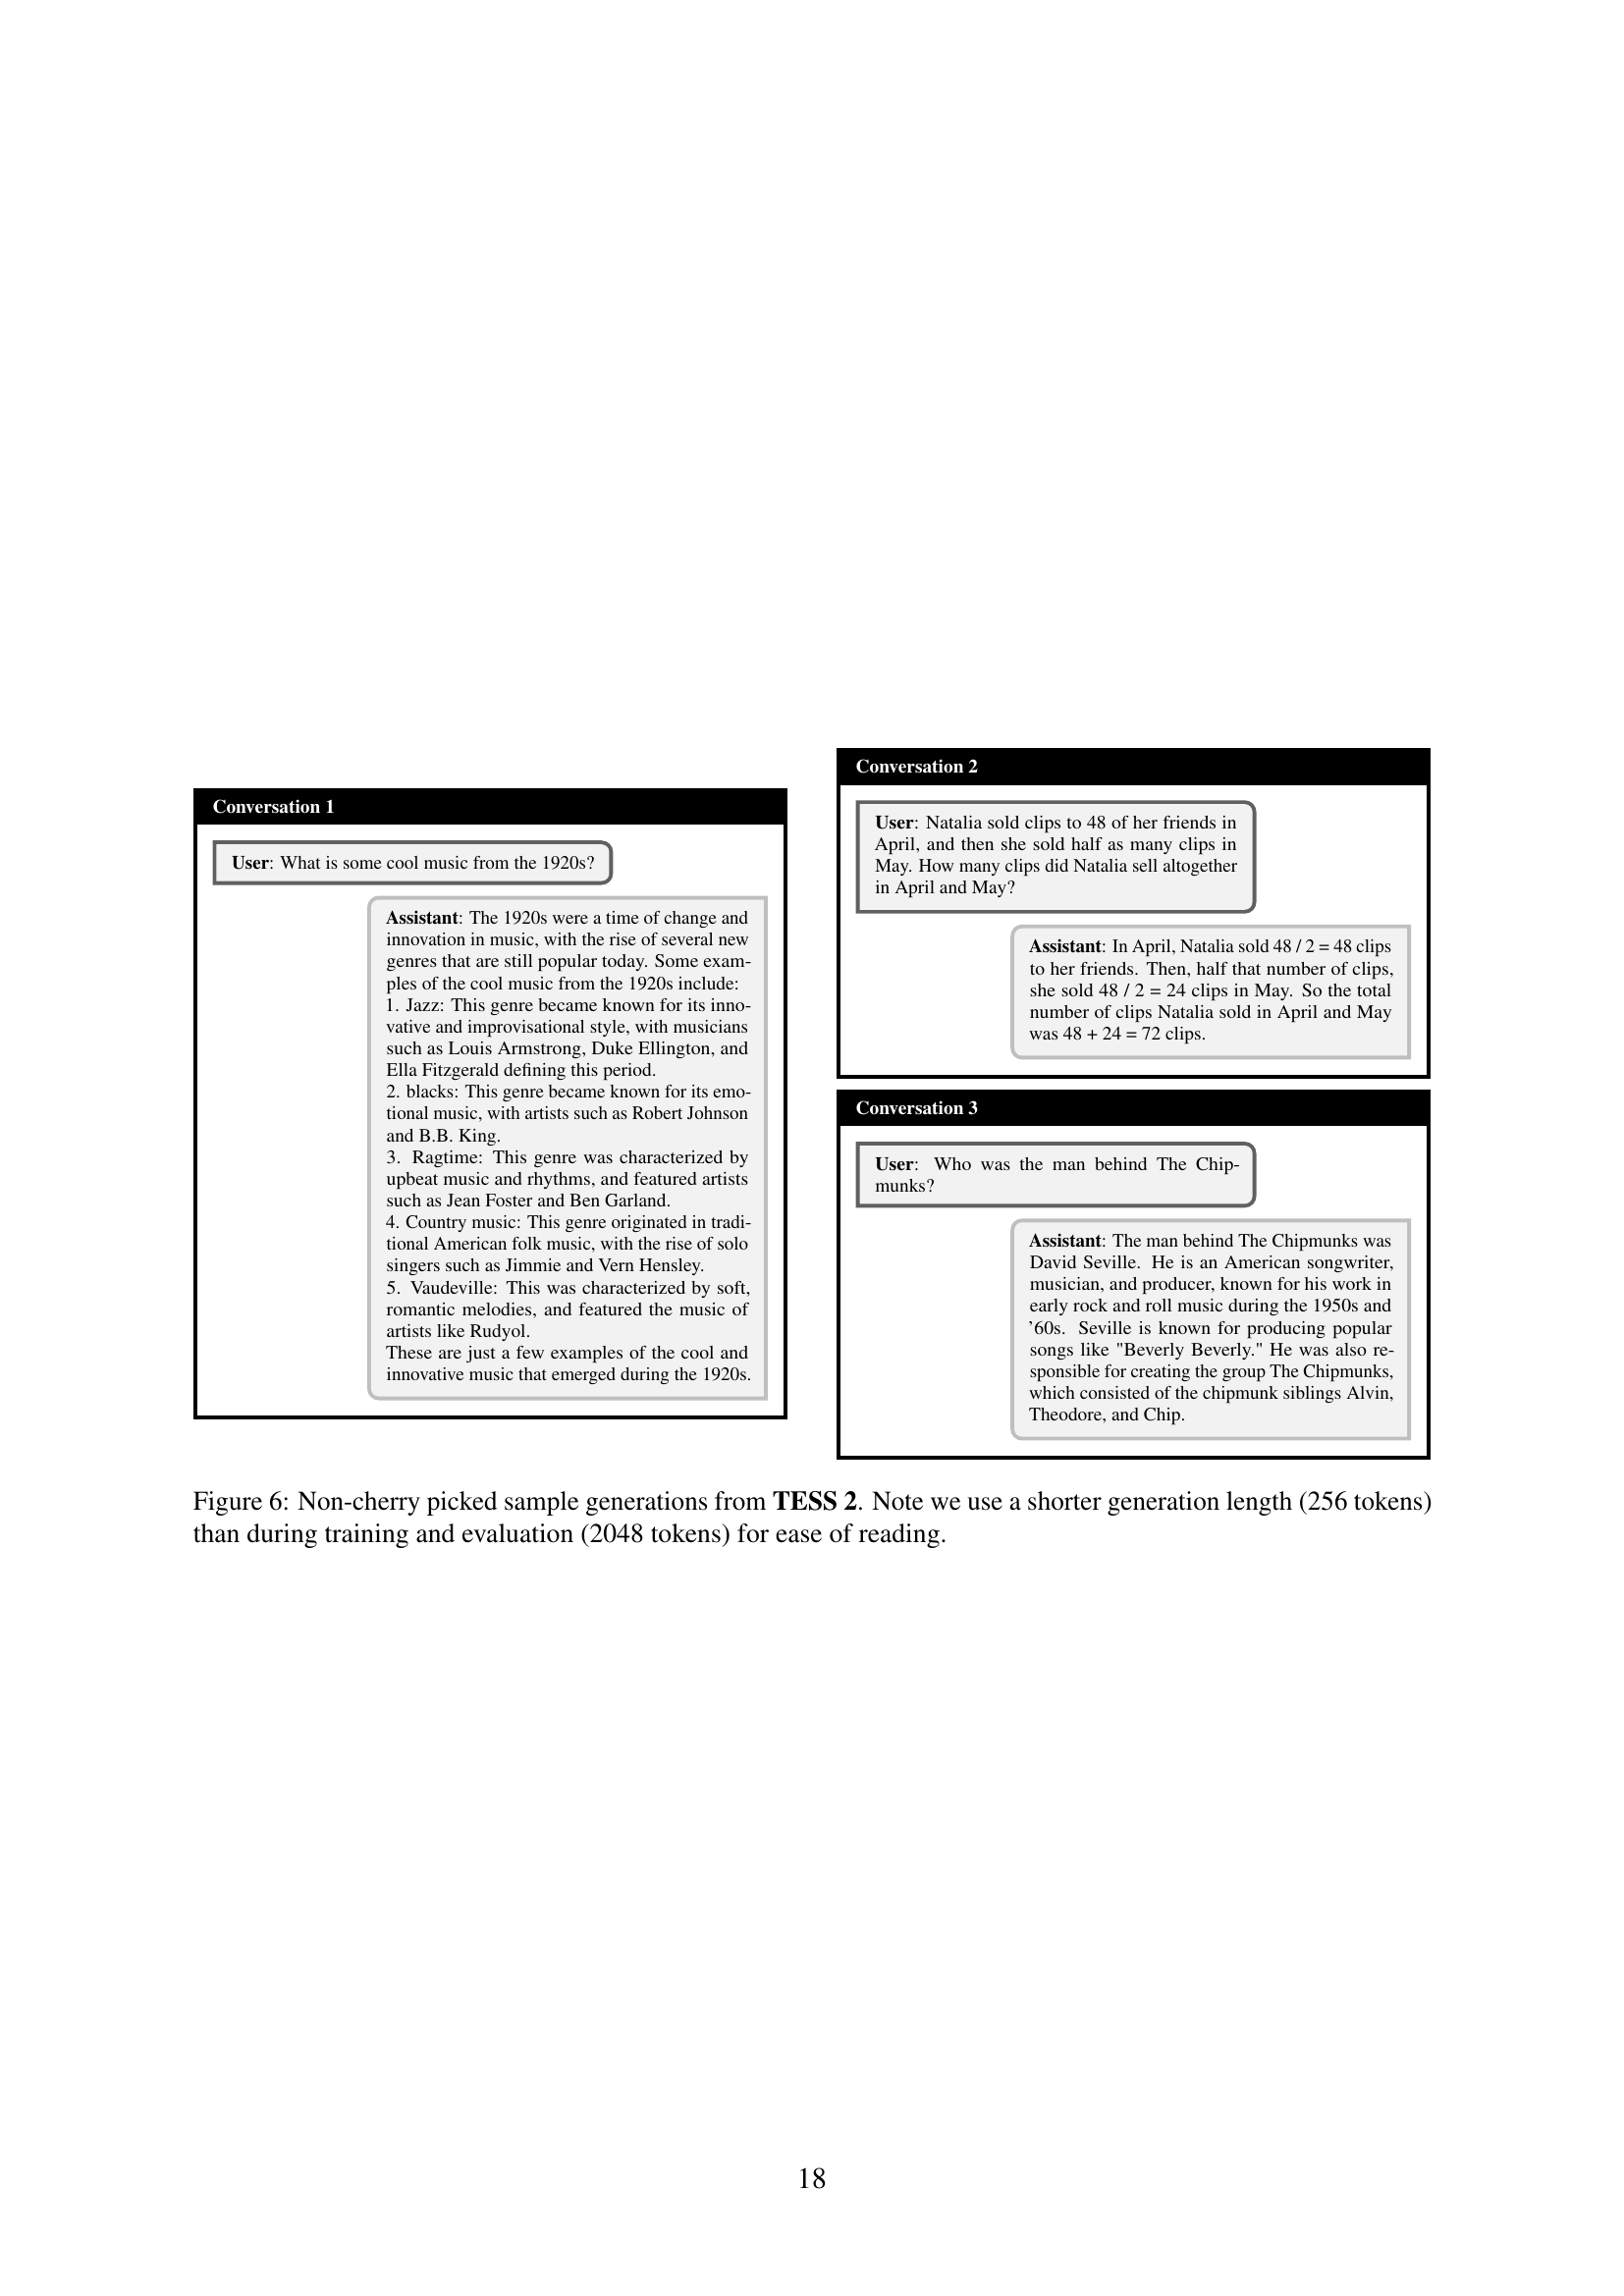 Conversation 1
User: What is some cool music from the 1920s?
Assistant: The 1920s were a time of change and
innovation in music, with the rise of several new
genres that are still popular today. Some exam-
ples of the cool music from the 1920s include:
1. Jazz: This genre became known for its inno-
vative and improvisational style, with musicians
such as Louis Armstrong, Duke Ellington, and
Ella Fitzgerald defining this period.
2. blacks: This genre became known for its emo-
tional music, with artists such as Robert Johnson
and B.B. King.
3. Ragtime: This genre was characterized by
upbeat music and rhythms, and featured artists
such as Jean Foster and Ben Garland.
4. Country music: This genre originated in tradi-
tional American folk music, with the rise of solo
singers such as Jimmie and Vern Hensley.
5. Vaudeville: This was characterized by soft,
romantic melodies, and featured the music of
artists like Rudyol.
These are just a few examples of the cool and
innovative music that emerged during the 1920s.
Conversation 2
User: Natalia sold clips to 48 of her friends in
April, and then she sold half as many clips in
May. How many clips did Natalia sell altogether
in April and May?
Assistant: In April, Natalia sold 48 / 2 = 48 clips
to her friends. Then, half that number of clips,
she sold 48 / 2 = 24 clips in May. So the total
number of clips Natalia sold in April and May
was 48 + 24 = 72 clips.
Conversation 3
User: Who was the man behind The Chip-
munks?
Assistant: The man behind The Chipmunks was
David Seville. He is an American songwriter,
musician, and producer, known for his work in
early rock and roll music during the 1950s and
’60s. Seville is known for producing popular
songs like "Beverly Beverly." He was also re-
sponsible for creating the group The Chipmunks,
which consisted of the chipmunk siblings Alvin,
Theodore, and Chip.
Figure 6: Non-cherry picked sample generations from TESS 2. Note we use a shorter generation length (256 tokens)
than during training and evaluation (2048 tokens) for ease of reading.
18